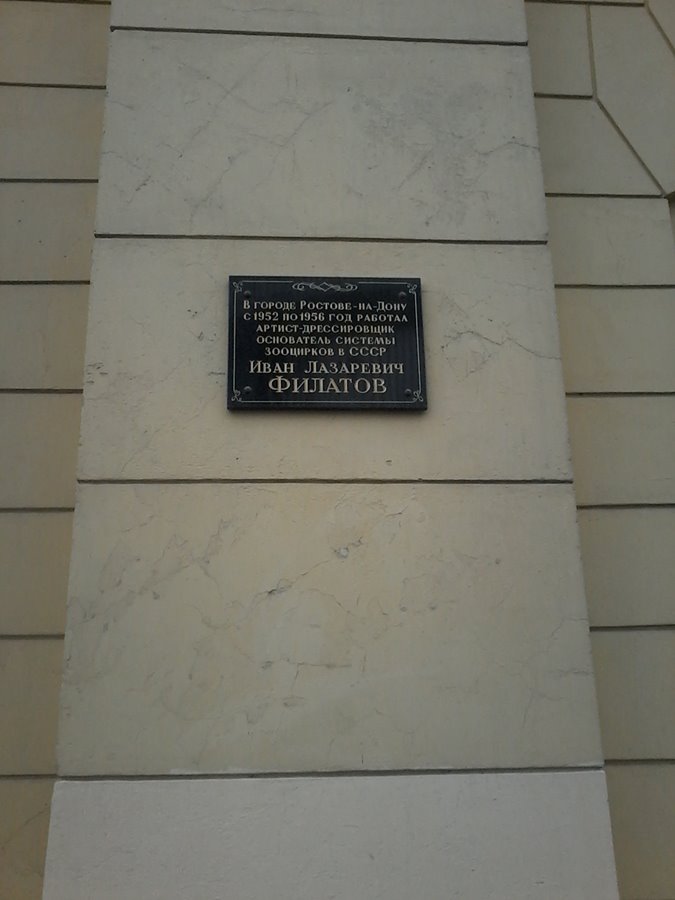 В городе Ростове-на-Дону
с 1952 по 1956 год работал
артист-дрессировщик
основатель системы
зооцирков в СССР
Иван Лазаревич
ФИЛАТОВ